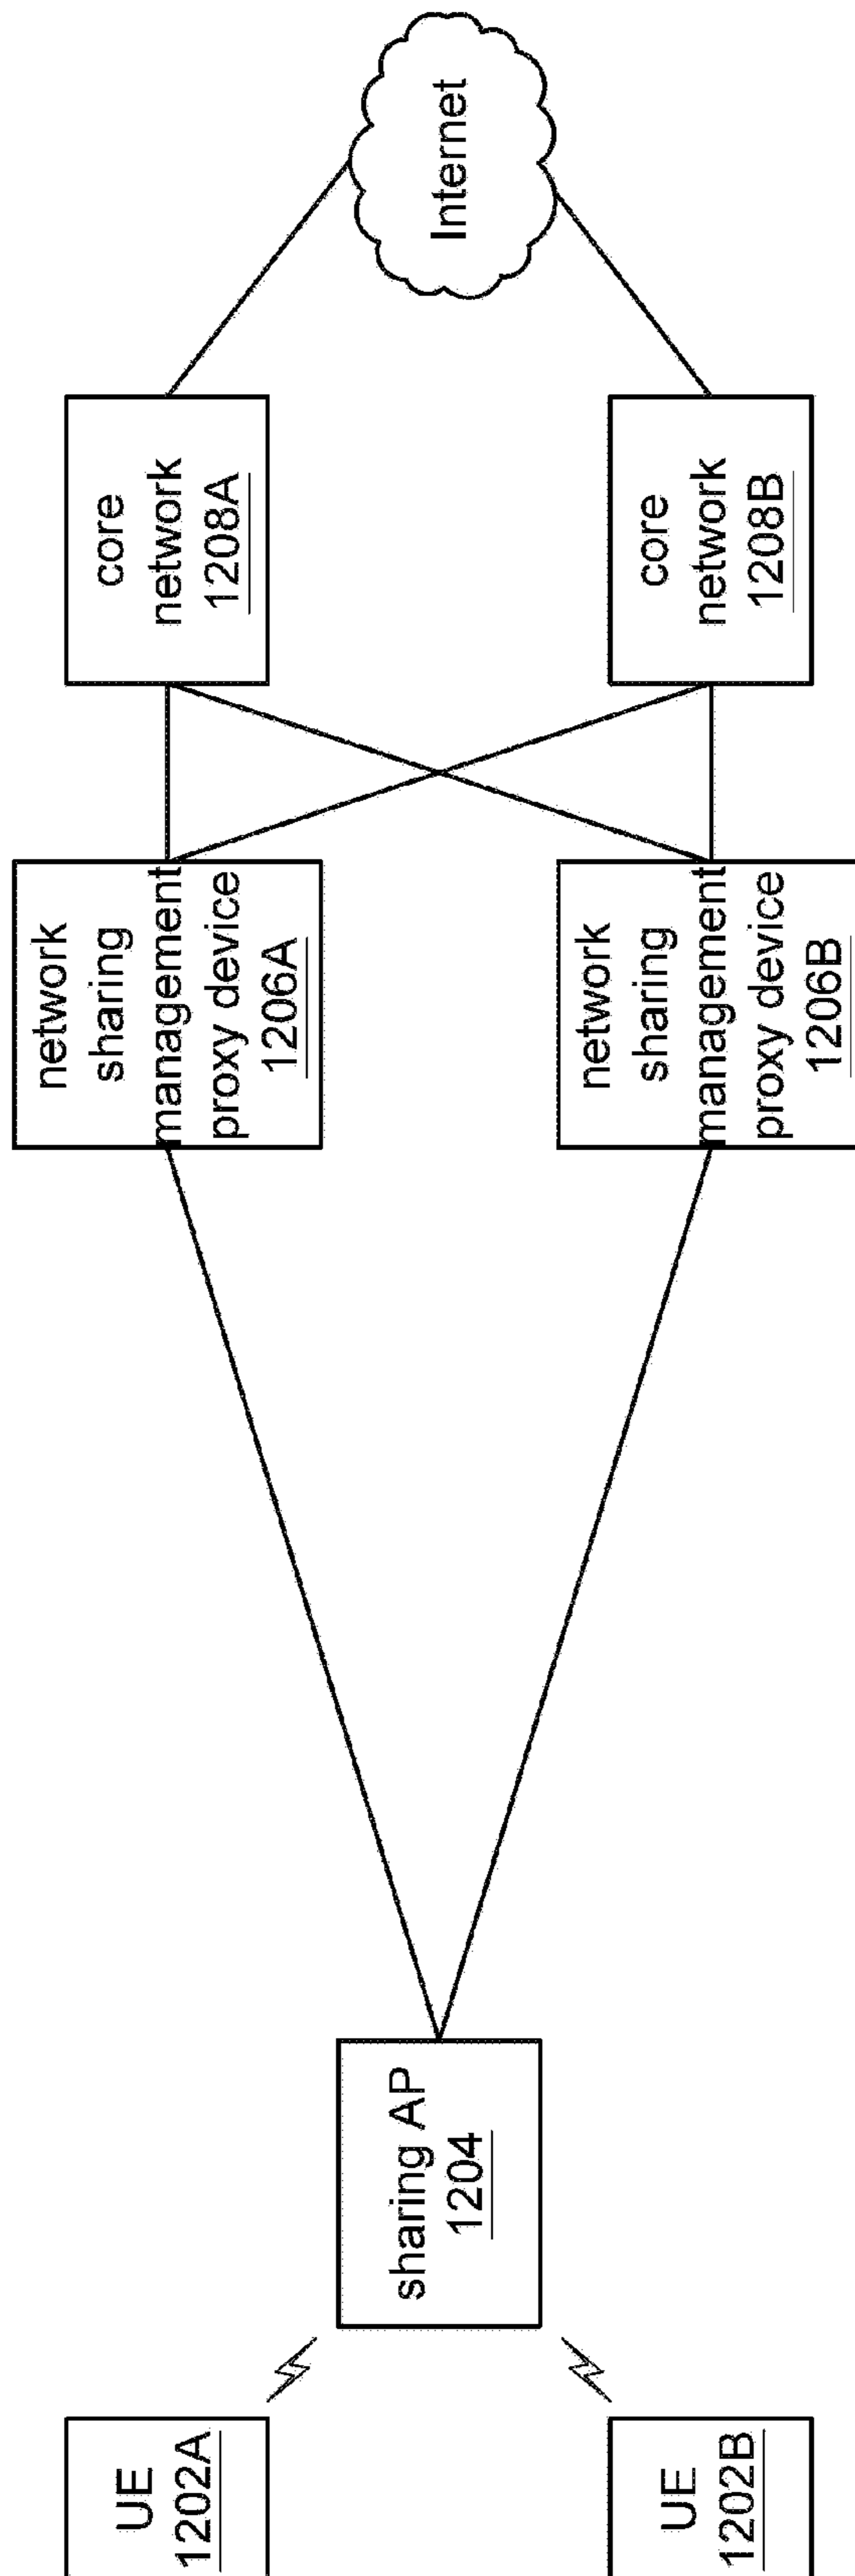 UE
1202A
UE
1202B
sharing AP
1204
network
sharing
management
proxy device
1206A
network
sharing
management
proxy device
1206B
core
network
1208A
core
network
1208B
Internet